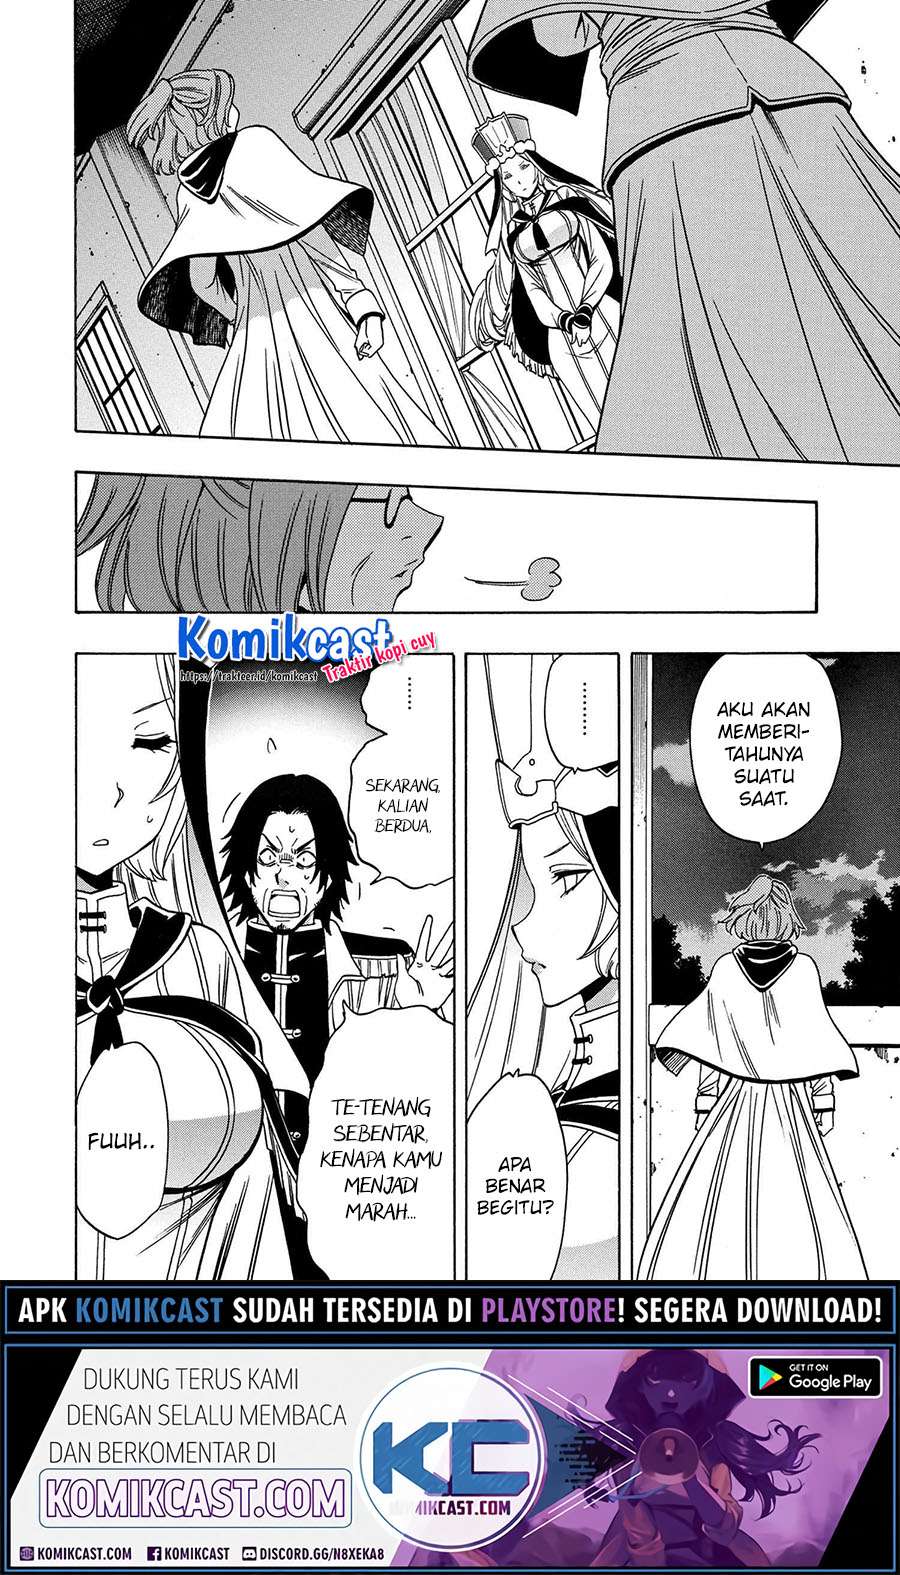 Komikcast
Traktir kopi cuy
https://trakteer.id/komikcast
AKU AKAN
MEMBERI-
TAHUNYA
SUATU
SAAT.
.......
APA
BENAR
BEGITU?
......
SEKARANG,
KALIAN
BERDUA,
TE-TENANG
SEBENTAR,
KENAPA KAMU
MENJADI
MARAH...
FUUH..
APK KOMIKCAST SUDAH TERSEDIA DI PLAYSTORE! SEGERA DOWNLOAD!
DUKUNG TERUS KAMI
DENGAN SELALU MEMBACA
DAN BERKOMENTAR DI
KOMIKCAST.COM
KOMIKCAST.COM
KOMIKCAST
DISCORD.GG/N8XEKA8
KC
GET IT ON
Google Play